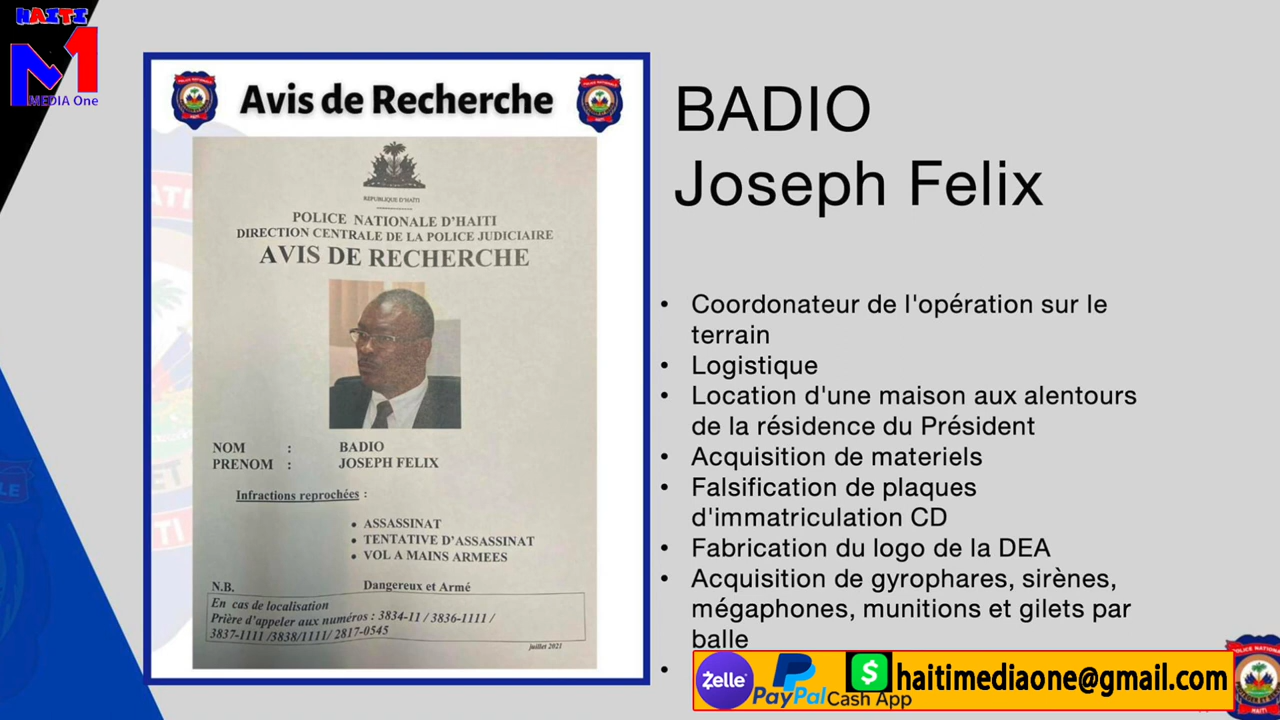 HAITI
M1
MEDIA One
Avis de Recherche
REPUBLIQUE D'HAITI
POLICE NATIONALE D'HAITI
DIRECTION CENTRALE DE LA POLICE JUDICIAIRE
AVIS DE RECHERCHE
NOM : BADIO
PRENOM : JOSEPH FELIX
Infractions reprochées :
• ASSASSINAT
• TENTATIVE D'ASSASSINAT
• VOL A MAINS ARMEES
N.B. Dangereux et Armé
En cas de localisation
Prière d'appeler aux numéros : 3834-11 / 3836-1111 /
3837-1111 /3838/1111/ 2817-0545
juillet 2021
BADIO
Joseph Felix
• Coordonateur de l'opération sur le
terrain
• Logistique
• Location d'une maison aux alentours
de la résidence du Président
• Acquisition de materiels
• Falsification de plaques
d'immatriculation CD
• Fabrication du logo de la DEA
• Acquisition de gyrophares, sirènes,
mégaphones, munitions et gilets par
balle
•
Zelle
PayPal
$
Cash App
haitimediaone@gmail.com